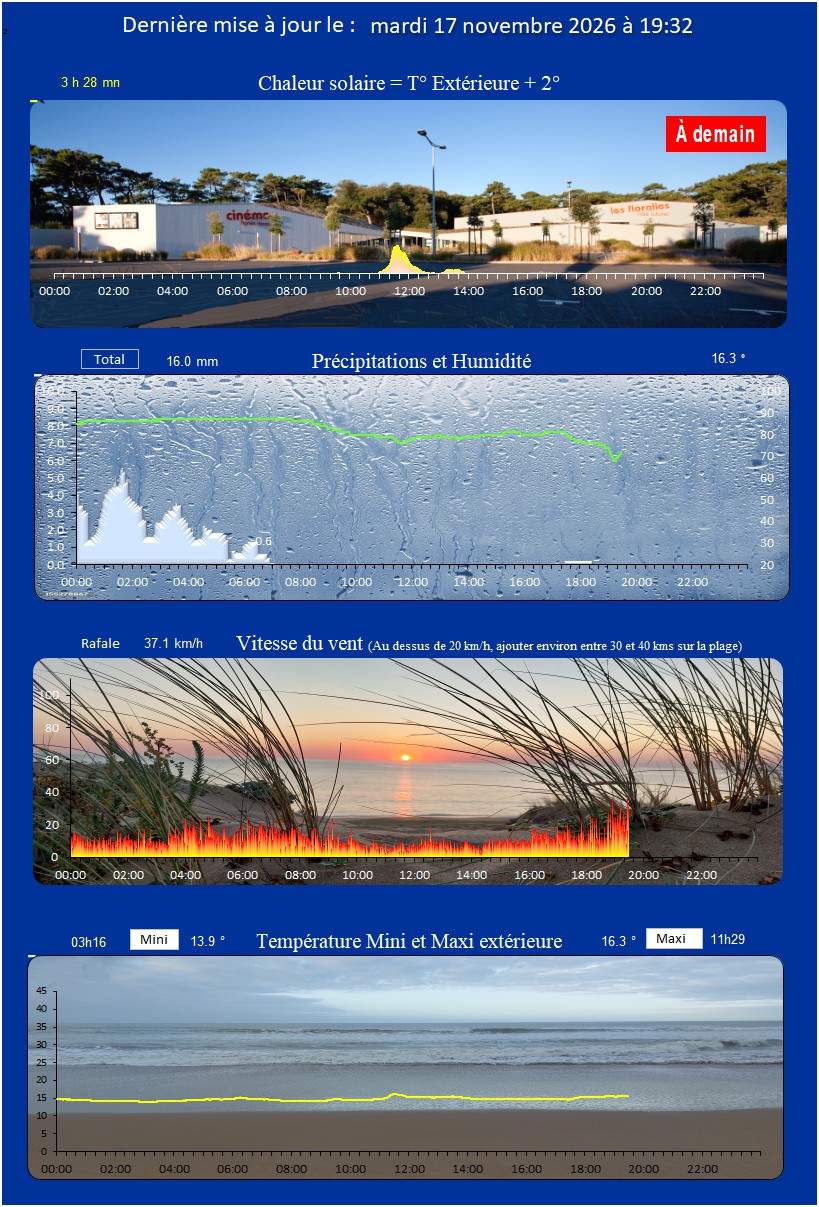 Dernière mise à jour le : mardi 17 novembre 2026 à 19:32
3 h 28 mn
Chaleur solaire = T° Extérieure + 2°
À demain
cinéma
les floralies
00:00 02:00 04:00 06:00 08:00 10:00 12:00 14:00 16:00 18:00 20:00 22:00
Total 16.0 mm Précipitations et Humidité 16.3 °
10.0 100
9.0 90
8.0 80
7.0
6.0 70
5.0 60
4.0 50
3.0 40
2.0
1.0 0.6 30
0.0 20
00:00 02:00 04:00 06:00 08:00 10:00 12:00 14:00 16:00 18:00 20:00 22:00
Rafale 37.1 km/h Vitesse du vent (Au dessus de 20 km/h, ajouter environ entre 30 et 40 kms sur la plage)
100
80
60
40
20
0
00:00 02:00 04:00 06:00 08:00 10:00 12:00 14:00 16:00 18:00 20:00 22:00
03h16 Mini 13.9 ° Température Mini et Maxi extérieure 16.3 ° Maxi 11h29
45
40
35
30
25
20
15
10
5
0
00:00 02:00 04:00 06:00 08:00 10:00 12:00 14:00 16:00 18:00 20:00 22:00